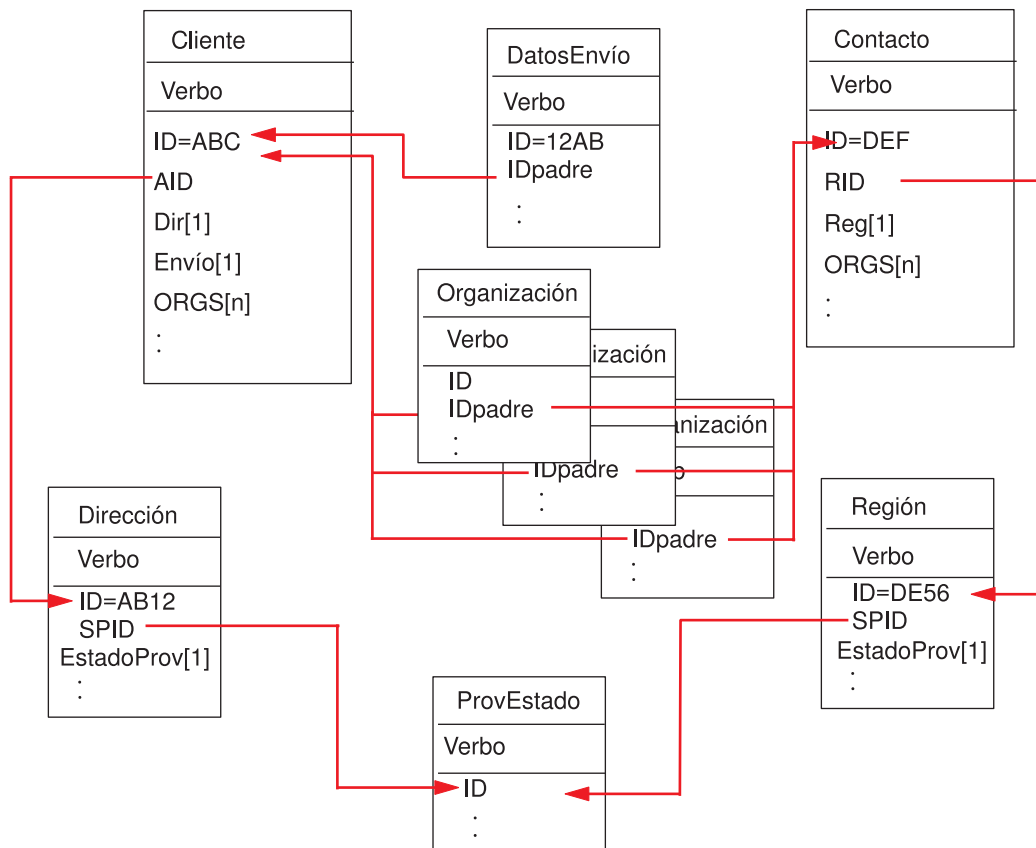 Cliente
Verbo
ID=ABC
AID
Dir[1]
Envío[1]
ORGS[n]
:
DatosEnvío
Verbo
ID=12AB
IDpadre
:
Contacto
Verbo
ID=DEF
RID
Reg[1]
ORGS[n]
:
Organización
Verbo
ID
IDpadre
:
ización
IDpadre
:
anización
IDpadre
:
Dirección
Verbo
ID=AB12
SPID
EstadoProv[1]
:
Región
Verbo
ID=DE56
SPID
EstadoProv[1]
:
ProvEstado
Verbo
ID
: